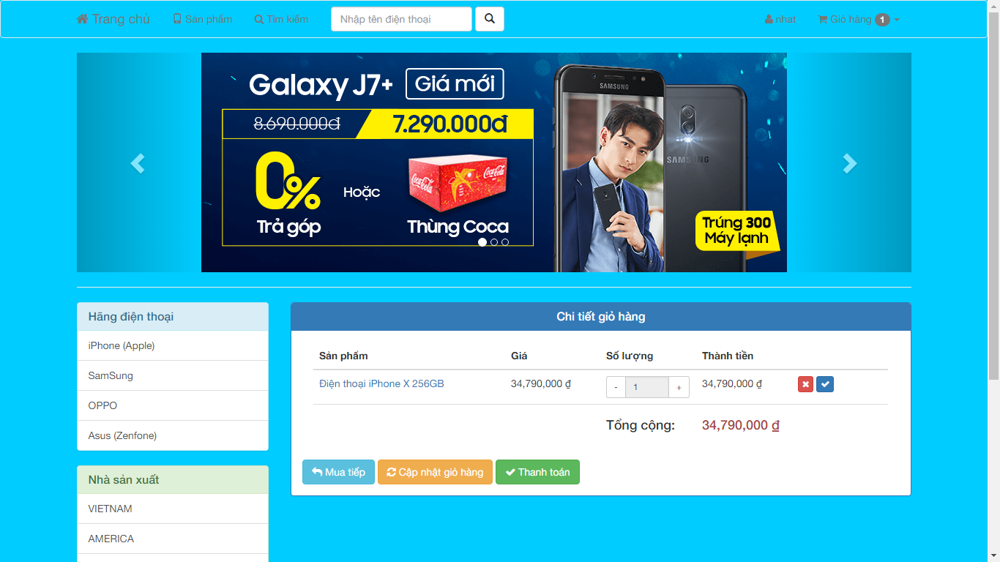 Trang chủ Sản phẩm Tìm kiếm Nhập tên điện thoại nhat Giỏ hàng 1
Galaxy J7+ Giá mới
8.690.000đ 7.290.000đ
0%
Hoặc
Trả góp
Coca-Cola Coca-Cola
Thùng Coca
SAMSUNG
SAMSUNG
Trúng 300
Máy lạnh
Hãng điện thoại
iPhone (Apple)
SamSung
OPPO
Asus (Zenfone)
Nhà sản xuất
VIETNAM
AMERICA
Chi tiết giỏ hàng
Sản phẩm Giá Số lượng Thành tiền
Điện thoại iPhone X 256GB 34,790,000 ₫ - 1 + 34,790,000 ₫
Tổng cộng: 34,790,000 ₫
Mua tiếp Cập nhật giỏ hàng Thanh toán